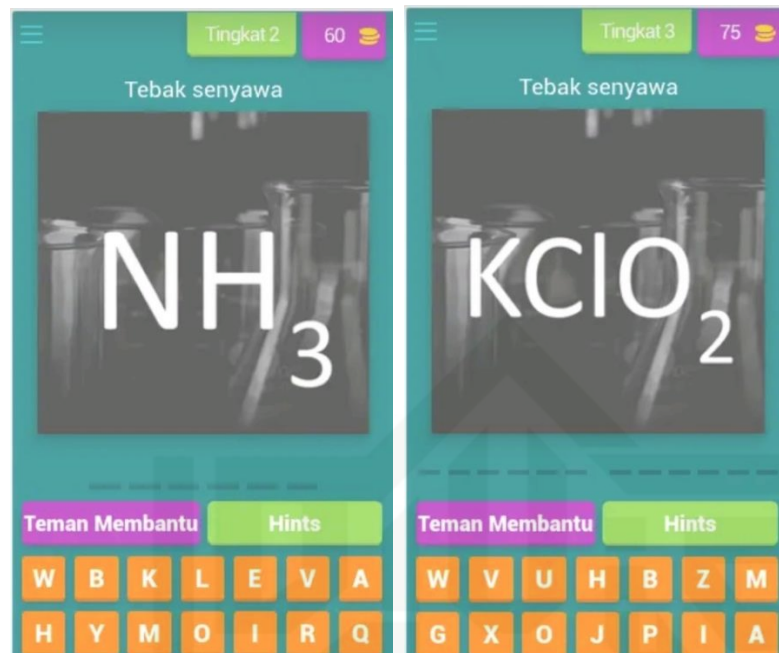 Tingkat 2 60
Tebak senyawa
NH₃
Teman Membantu Hints
W B K L E V A
H Y M O I R Q
Tingkat 3 75
Tebak senyawa
KClO₂
Teman Membantu Hints
W V U H B Z M
G X O J P I A